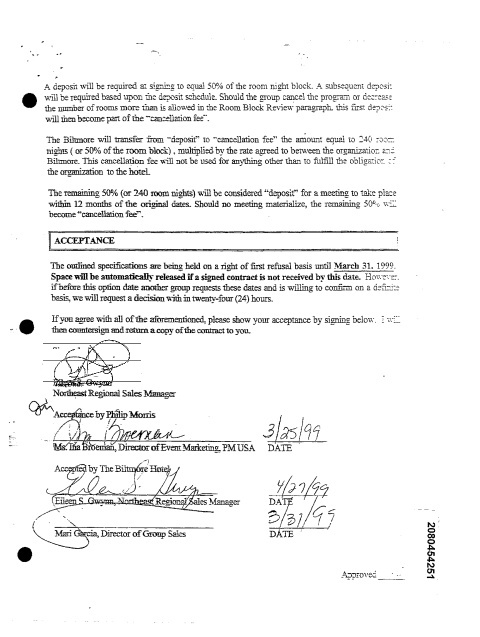 A deposit will be required at signing to equal 50% of the room night block. A subsequent deposit
will be required based upon the deposit schedule. Should the group cancel the program or decrease
the number of rooms more than is allowed in the Room Block Review paragraph, this first deposit
will then become part of the "cancellation fee".
The Biltmore will transfer from "deposit" to "cancellation fee" the amount equal to 240 room
nights ( or 50% of the room block) , multiplied by the rate agreed to between the organization and
Biltmore. This cancellation fee will not be used for anything other than to fulfill the obligation of
the organization to the hotel.
The remaining 50% (or 240 room nights) will be considered "deposit" for a meeting to take place
within 12 months of the original dates. Should no meeting materialize, the remaining 50% will
become "cancellation fee".
ACCEPTANCE
The outlined specifications are being held on a right of first refusal basis until March 31, 1999.
Space will be automatically released if a signed contract is not received by this date. However,
if before this option date another group requests these dates and is willing to confirm on a definite
basis, we will request a decision with in twenty-four (24) hours.
If you agree with all of the aforementioned, please show your acceptance by signing below. I will
then countersign and return a copy of the contract to you.
Eileen S. Gwynn
Northeast Regional Sales Manager
Acceptance by Philip Morris
Ina Broeman 3/25/99
Ms. Ina Broeman, Director of Event Marketing, PM USA DATE
Accepted by The Biltmore Hotel
Eileen S. Gwynn 4/27/99
Eileen S. Gwynn, Northeast Regional Sales Manager DATE
3/31/99
Mari Garcia, Director of Group Sales DATE
2080454251
Approved